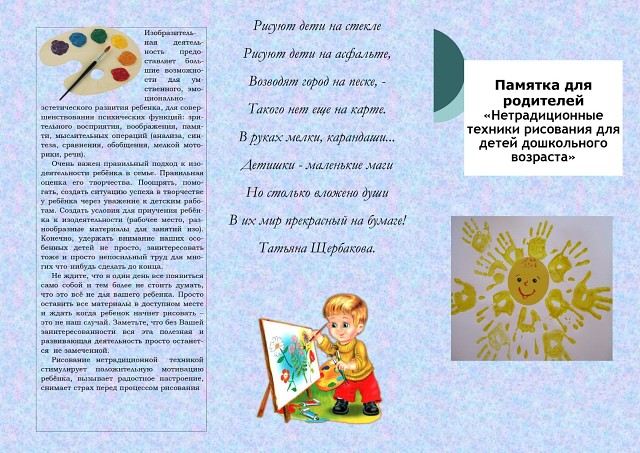 Изобразитель-
ная деятель-
ность предо-
ставляет боль-
шие возможно-
сти для ум-
ственного, эмо-
ционально-
эстетического развития ребенка, для совер-
шенствования психических функций: зри-
тельного восприятия, воображения, памя-
ти, мыслительных операций (анализа, син-
теза, сравнения, обобщения, мелкой мото-
рики, речи).
Очень важен правильный подход к изо-
деятельности ребёнка в семье. Правильная
оценка его творчества. Поощрять, помо-
гать, создать ситуацию успеха в творчестве
у ребёнка через уважение к детским рабо-
там. Создать условия для приучения ребён-
ка к изодеятельности (рабочее место, раз-
нообразные материалы для занятий изо).
Конечно, удержать внимание наших осо-
бенных детей не просто, заинтересовать
тоже и просто непосильный труд для мно-
гих что-нибудь сделать до конца.
Не ждите, что в один день все появиться
само собой и тем более не стоит думать,
что это всё не для вашего ребенка. Просто
оставить все материалы в доступном месте
и ждать когда ребенок начнет рисовать –
это не наш случай. Заметьте, что без Вашей
заинтересованности вся эта полезная и
развивающая деятельность просто останет-
ся не замеченной.
Рисование нетрадиционной техникой
стимулирует положительную мотивацию
ребёнка, вызывает радостное настроение,
снимает страх перед процессом рисования
Рисуют дети на стекле
Рисуют дети на асфальте,
Возводят город на песке, -
Такого нет еще на карте.
В руках мелки, карандаши...
Детишки - маленькие маги
Но столько вложено души
В их мир прекрасный на бумаге!
Татьяна Щербакова.
Памятка для
родителей
«Нетрадиционные
техники рисования для
детей дошкольного
возраста»